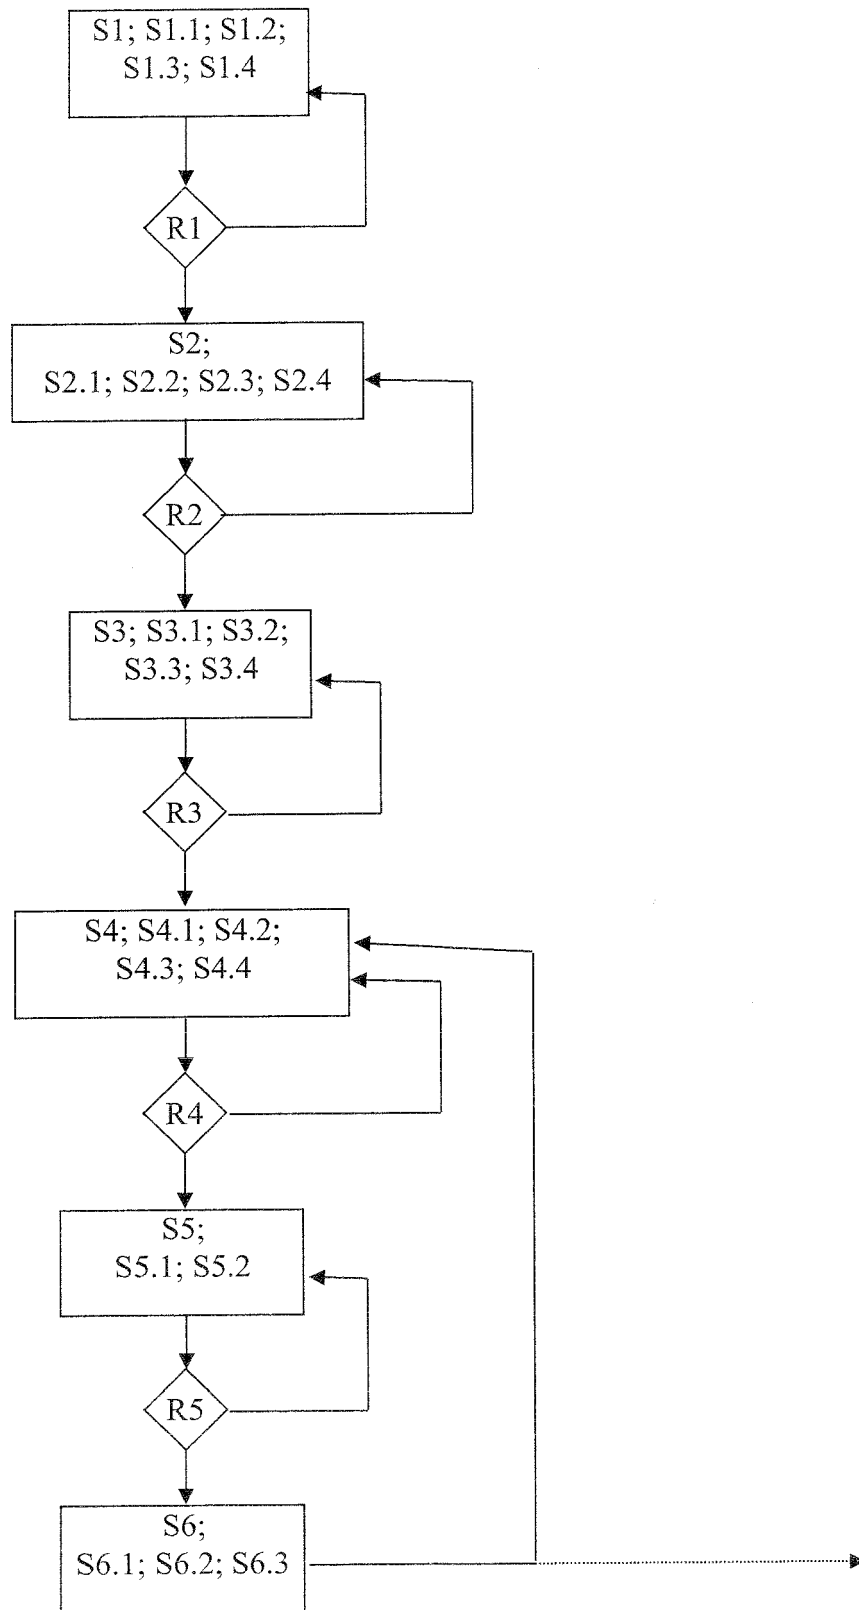 S1; S1.1; S1.2;
S1.3; S1.4
R1
S2;
S2.1; S2.2; S2.3; S2.4
R2
S3; S3.1; S3.2;
S3.3; S3.4
R3
S4; S4.1; S4.2;
S4.3; S4.4
R4
S5;
S5.1; S5.2
R5
S6;
S6.1; S6.2; S6.3